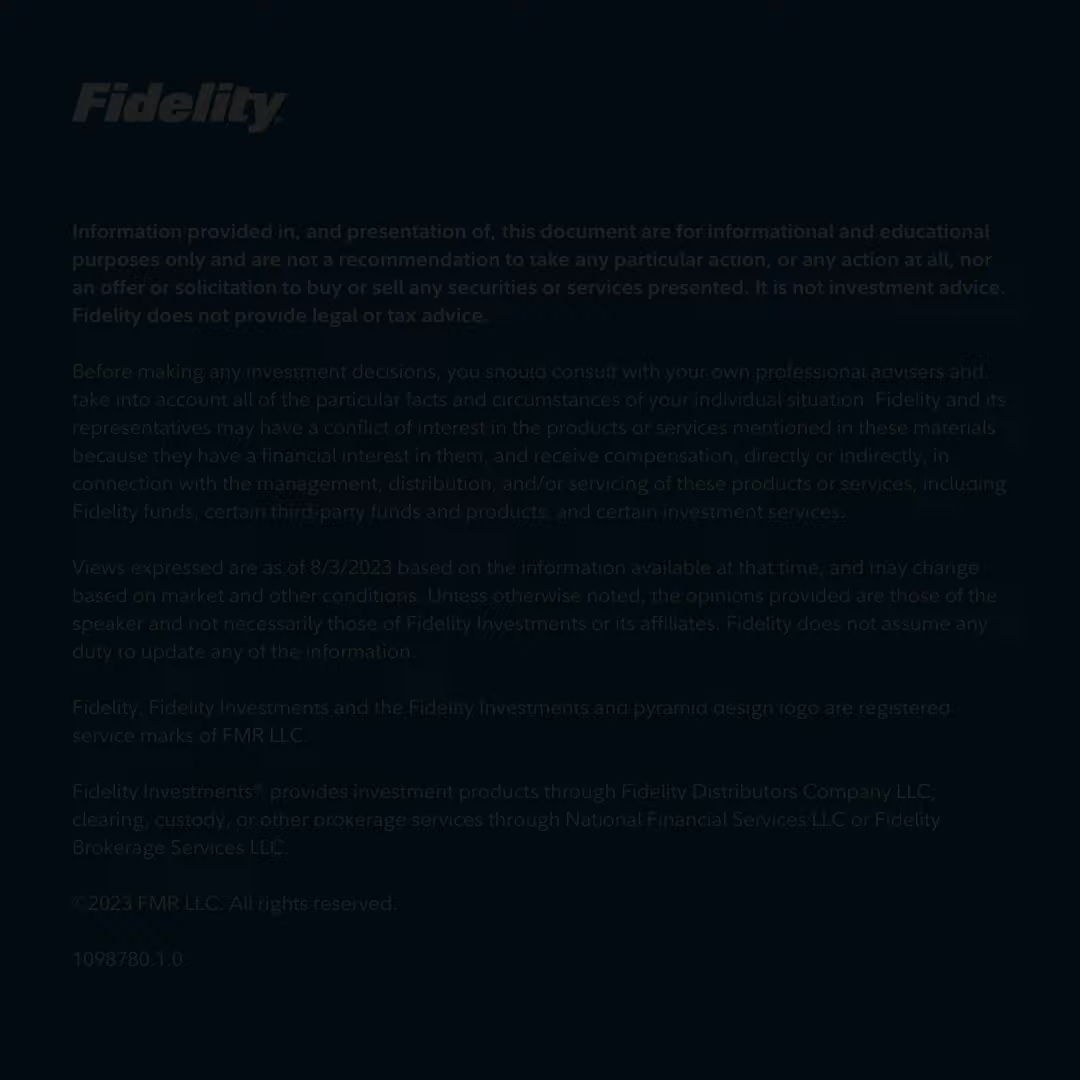 Fidelity
Information provided in, and presentation of, this document are for informational and educational
purposes only and are not a recommendation to take any particular action, or any action at all, nor
an offer or solicitation to buy or sell any securities or services presented. It is not investment advice.
Fidelity does not provide legal or tax advice.
Before making any investment decisions, you should consult with your own professional advisers and
take into account all of the particular facts and circumstances of your individual situation. Fidelity and its
representatives may have a conflict of interest in the products or services mentioned in these materials
because they have a financial interest in them, and receive compensation, directly or indirectly, in
connection with the management, distribution, and/or servicing of these products or services, including
Fidelity funds, certain third-party funds and products, and certain investment services.
Views expressed are as of 8/3/2023 based on the information available at that time, and may change
based on market and other conditions. Unless otherwise noted, the opinions provided are those of the
speaker and not necessarily those of Fidelity Investments or its affiliates. Fidelity does not assume any
duty to update any of the information.
Fidelity, Fidelity Investments and the Fidelity Investments and pyramid design logo are registered
service marks of FMR LLC.
Fidelity Investments® provides investment products through Fidelity Distributors Company LLC;
clearing, custody, or other brokerage services through National Financial Services LLC or Fidelity
Brokerage Services LLC.
©2023 FMR LLC. All rights reserved.
1098780.1.0